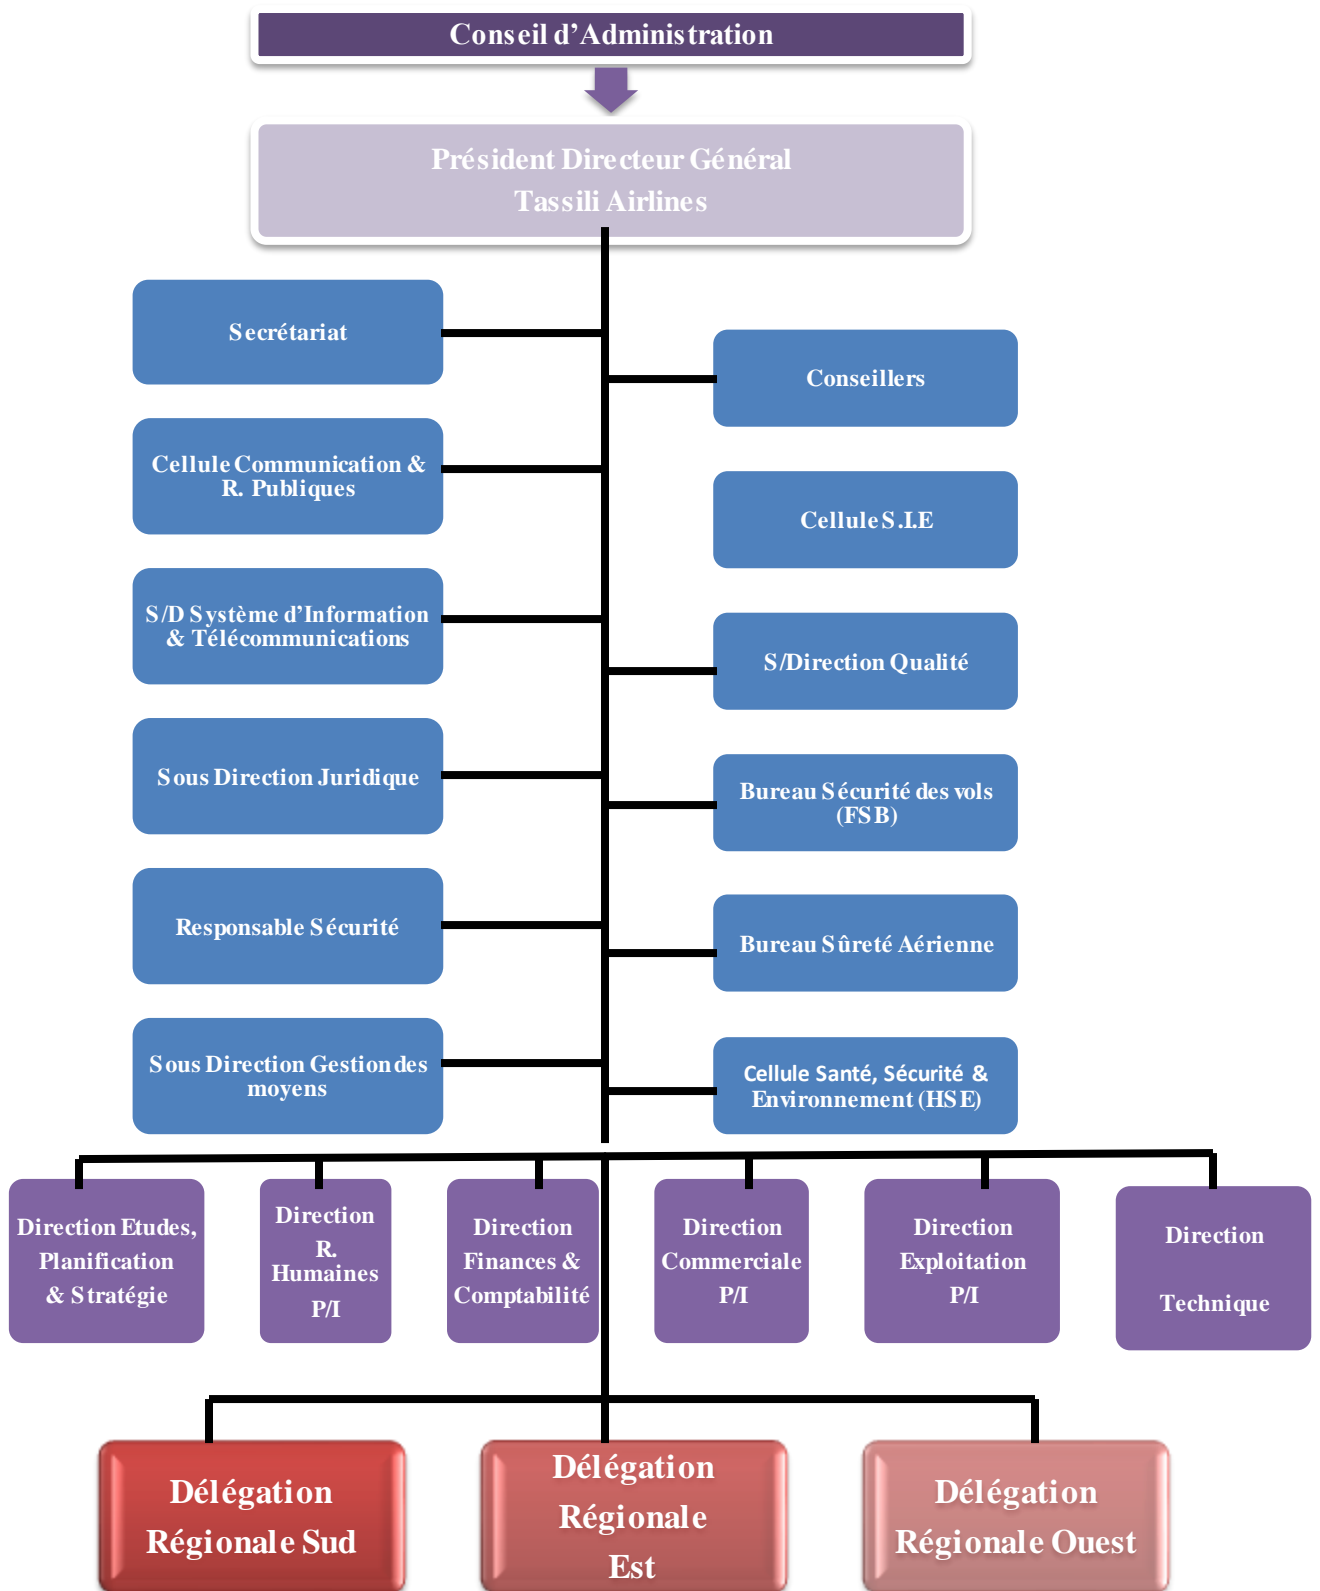 Conseil d'Administration
Président Directeur Général
Tassili Airlines
Secrétariat
Conseillers
Cellule Communication &
R. Publiques
Cellule S.I.E
S/D Système d'Information
& Télécommunications
S/Direction Qualité
Sous Direction Juridique
Bureau Sécurité des vols
(FSB)
Responsable Sécurité
Bureau Sûreté Aérienne
Sous Direction Gestion des
moyens
Cellule Santé, Sécurité &
Environnement (HSE)
Direction Etudes,
Planification
& Stratégie
Direction
R.
Humaines
P/I
Direction
Finances &
Comptabilité
Direction
Commerciale
P/I
Direction
Exploitation
P/I
Direction
Technique
Délégation
Régionale Sud
Délégation
Régionale
Est
Délégation
Régionale Ouest